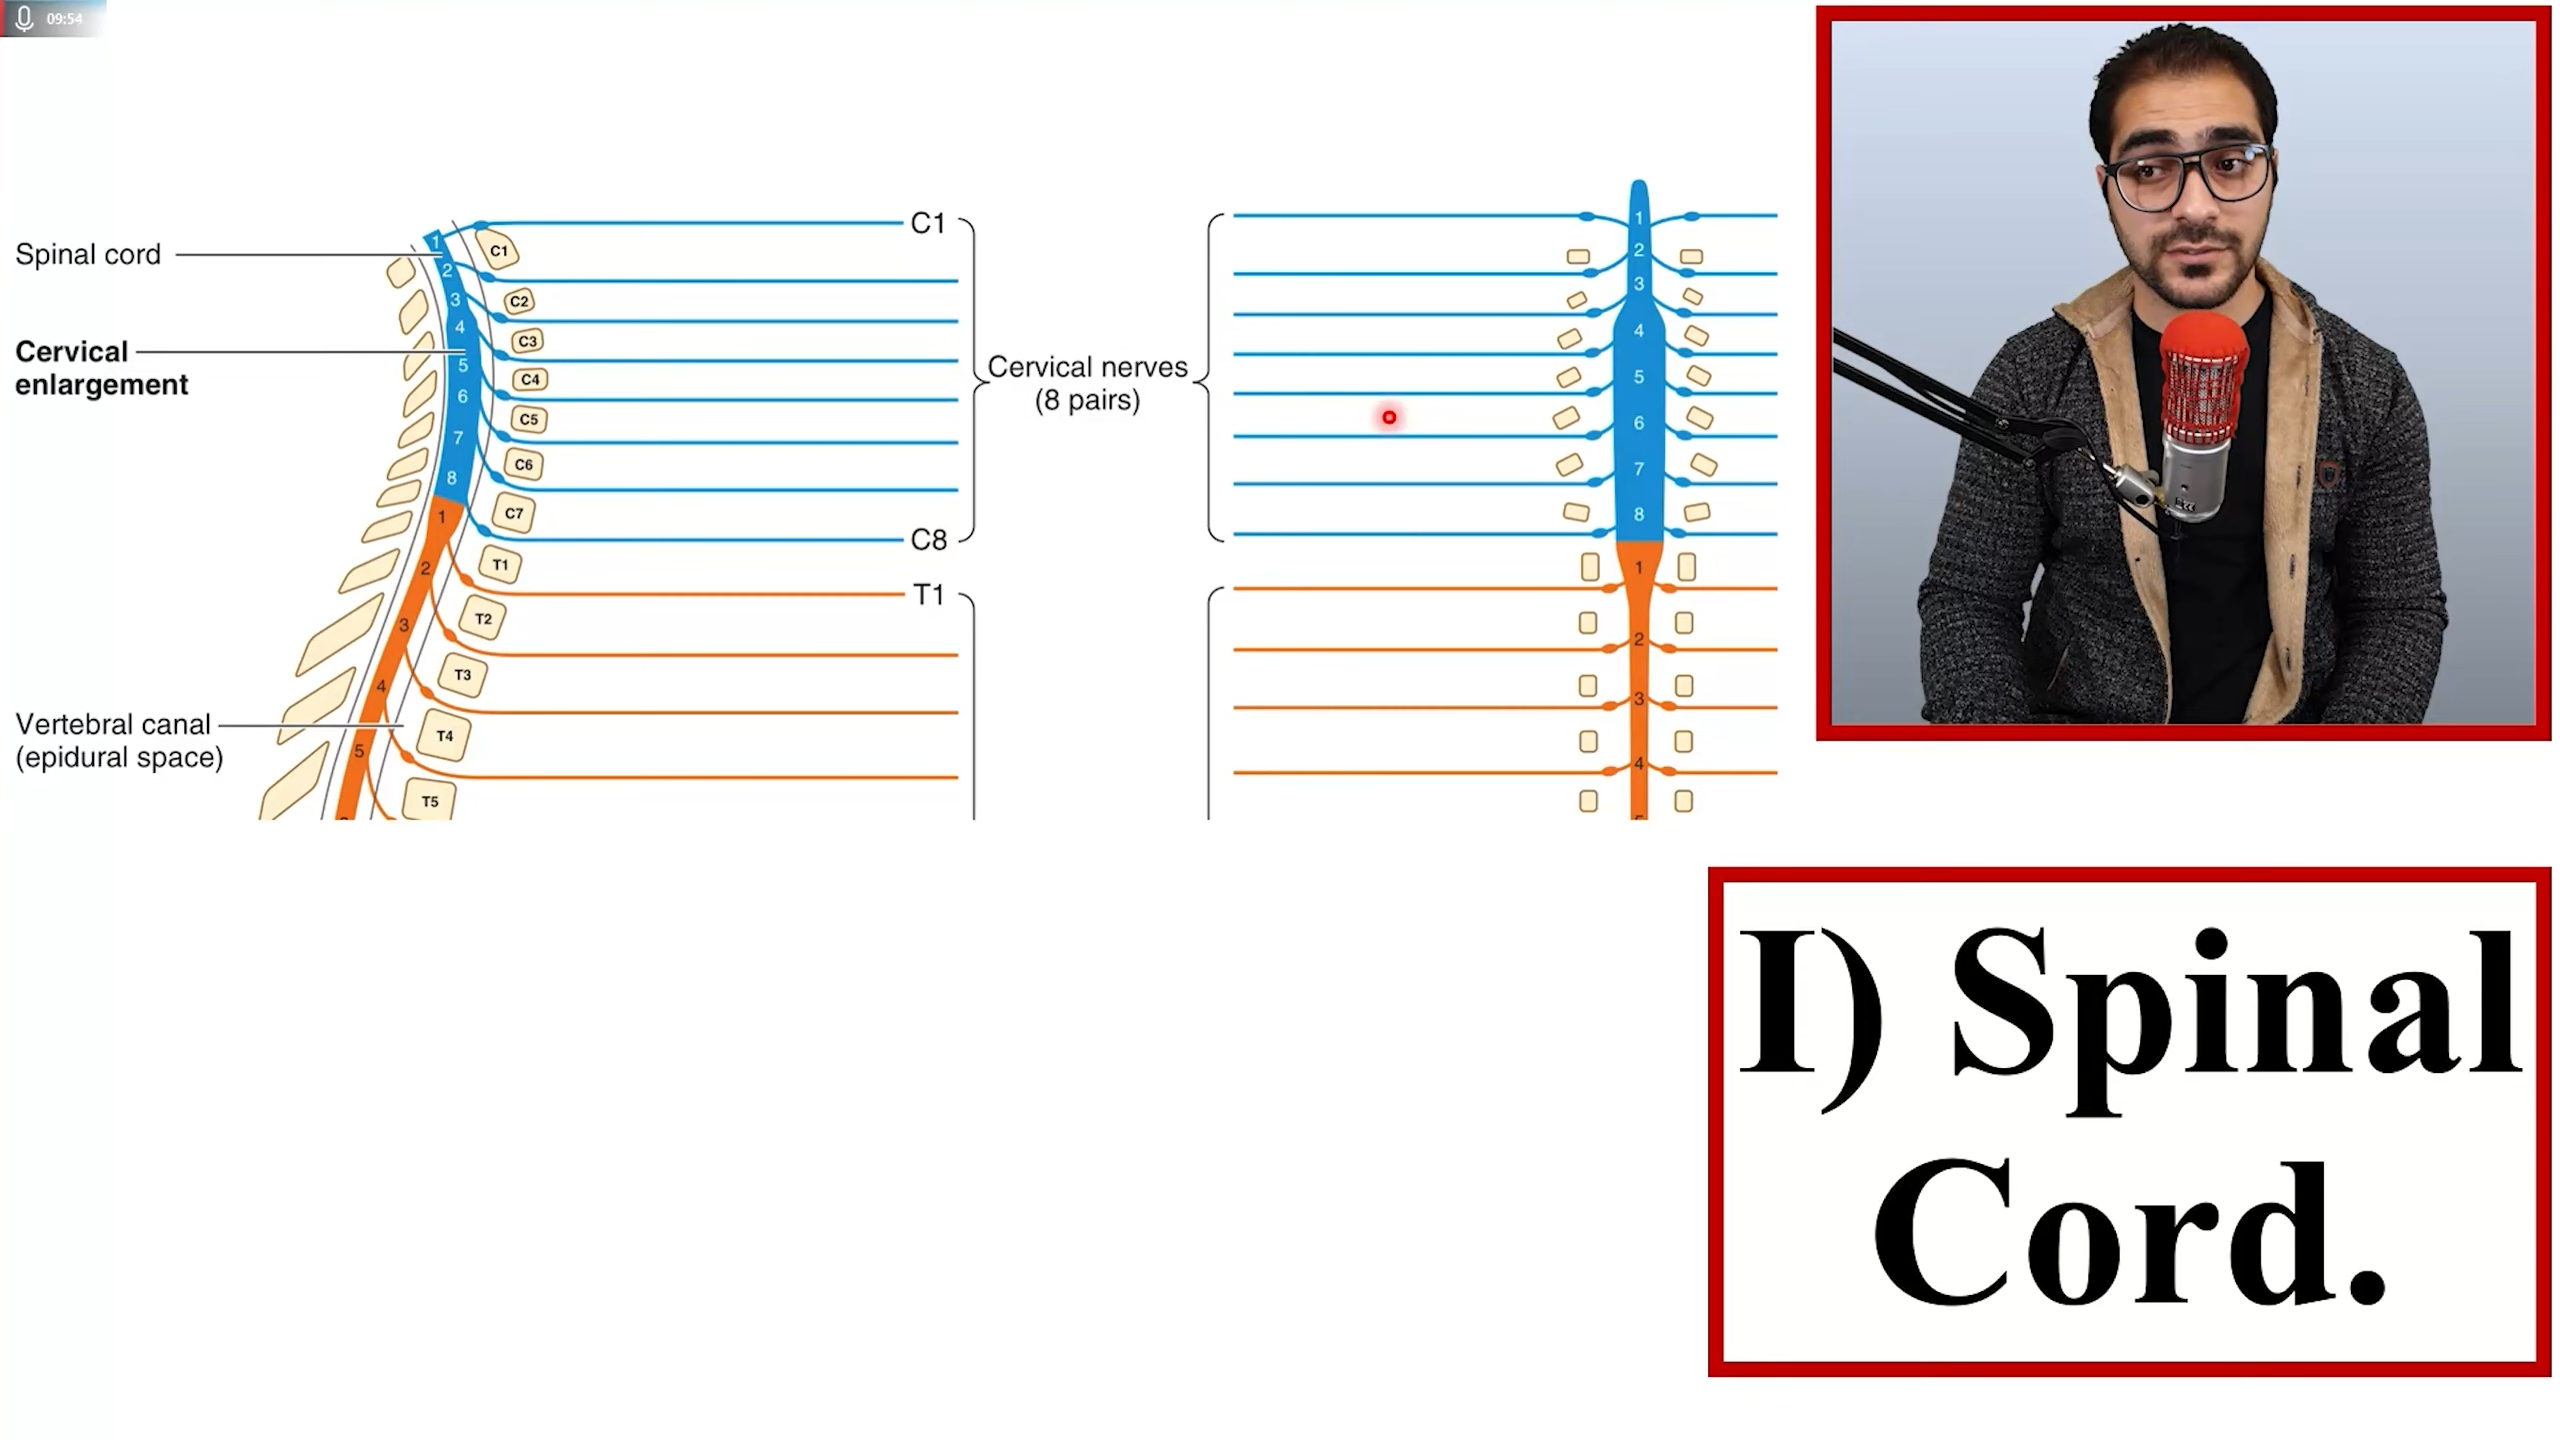 09:54
Spinal cord
Cervical
enlargement
Vertebral canal
(epidural space)
1
2
3
4
5
6
7
8
1
2
3
4
5
C1
C2
C3
C4
C5
C6
C7
T1
T2
T3
T4
T5
C1
C8
T1
Cervical nerves
(8 pairs)
1
2
3
4
5
6
7
8
1
2
3
4
I) Spinal
Cord.